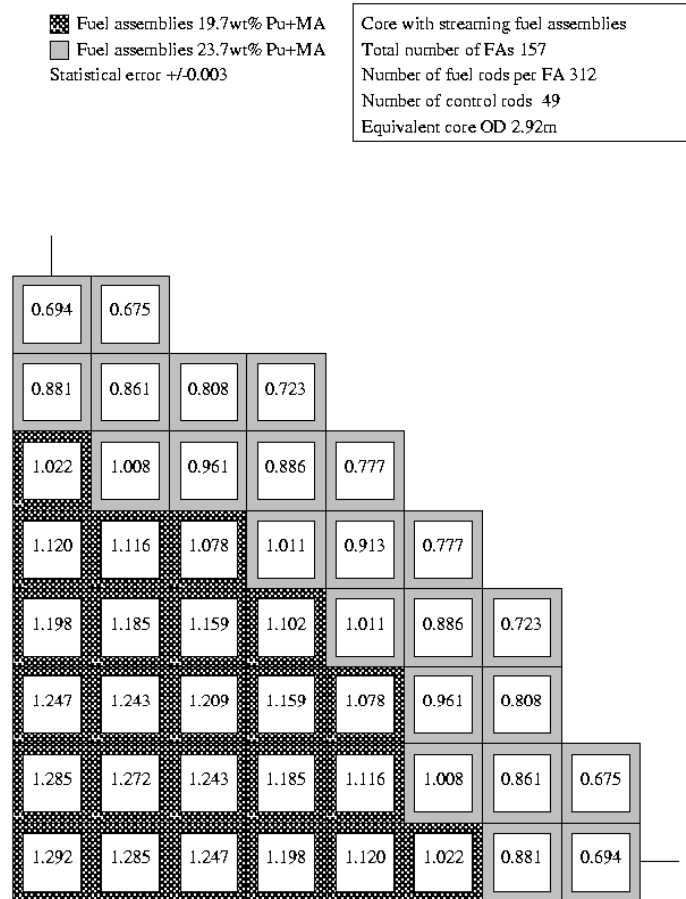 Fuel assemblies 19.7wt% Pu+MA
Fuel assemblies 23.7wt% Pu+MA
Statistical error +/-0.003
Core with streaming fuel assemblies
Total number of FAs 157
Number of fuel rods per FA 312
Number of control rods 49
Equivalent core OD 2.92m
0.694 0.675
0.881 0.861 0.808 0.723
1.022 1.008 0.961 0.886 0.777
1.120 1.116 1.078 1.011 0.913 0.777
1.198 1.185 1.159 1.102 1.011 0.886 0.723
1.247 1.243 1.209 1.159 1.078 0.961 0.808
1.285 1.272 1.243 1.185 1.116 1.008 0.861 0.675
1.292 1.285 1.247 1.198 1.120 1.022 0.881 0.694